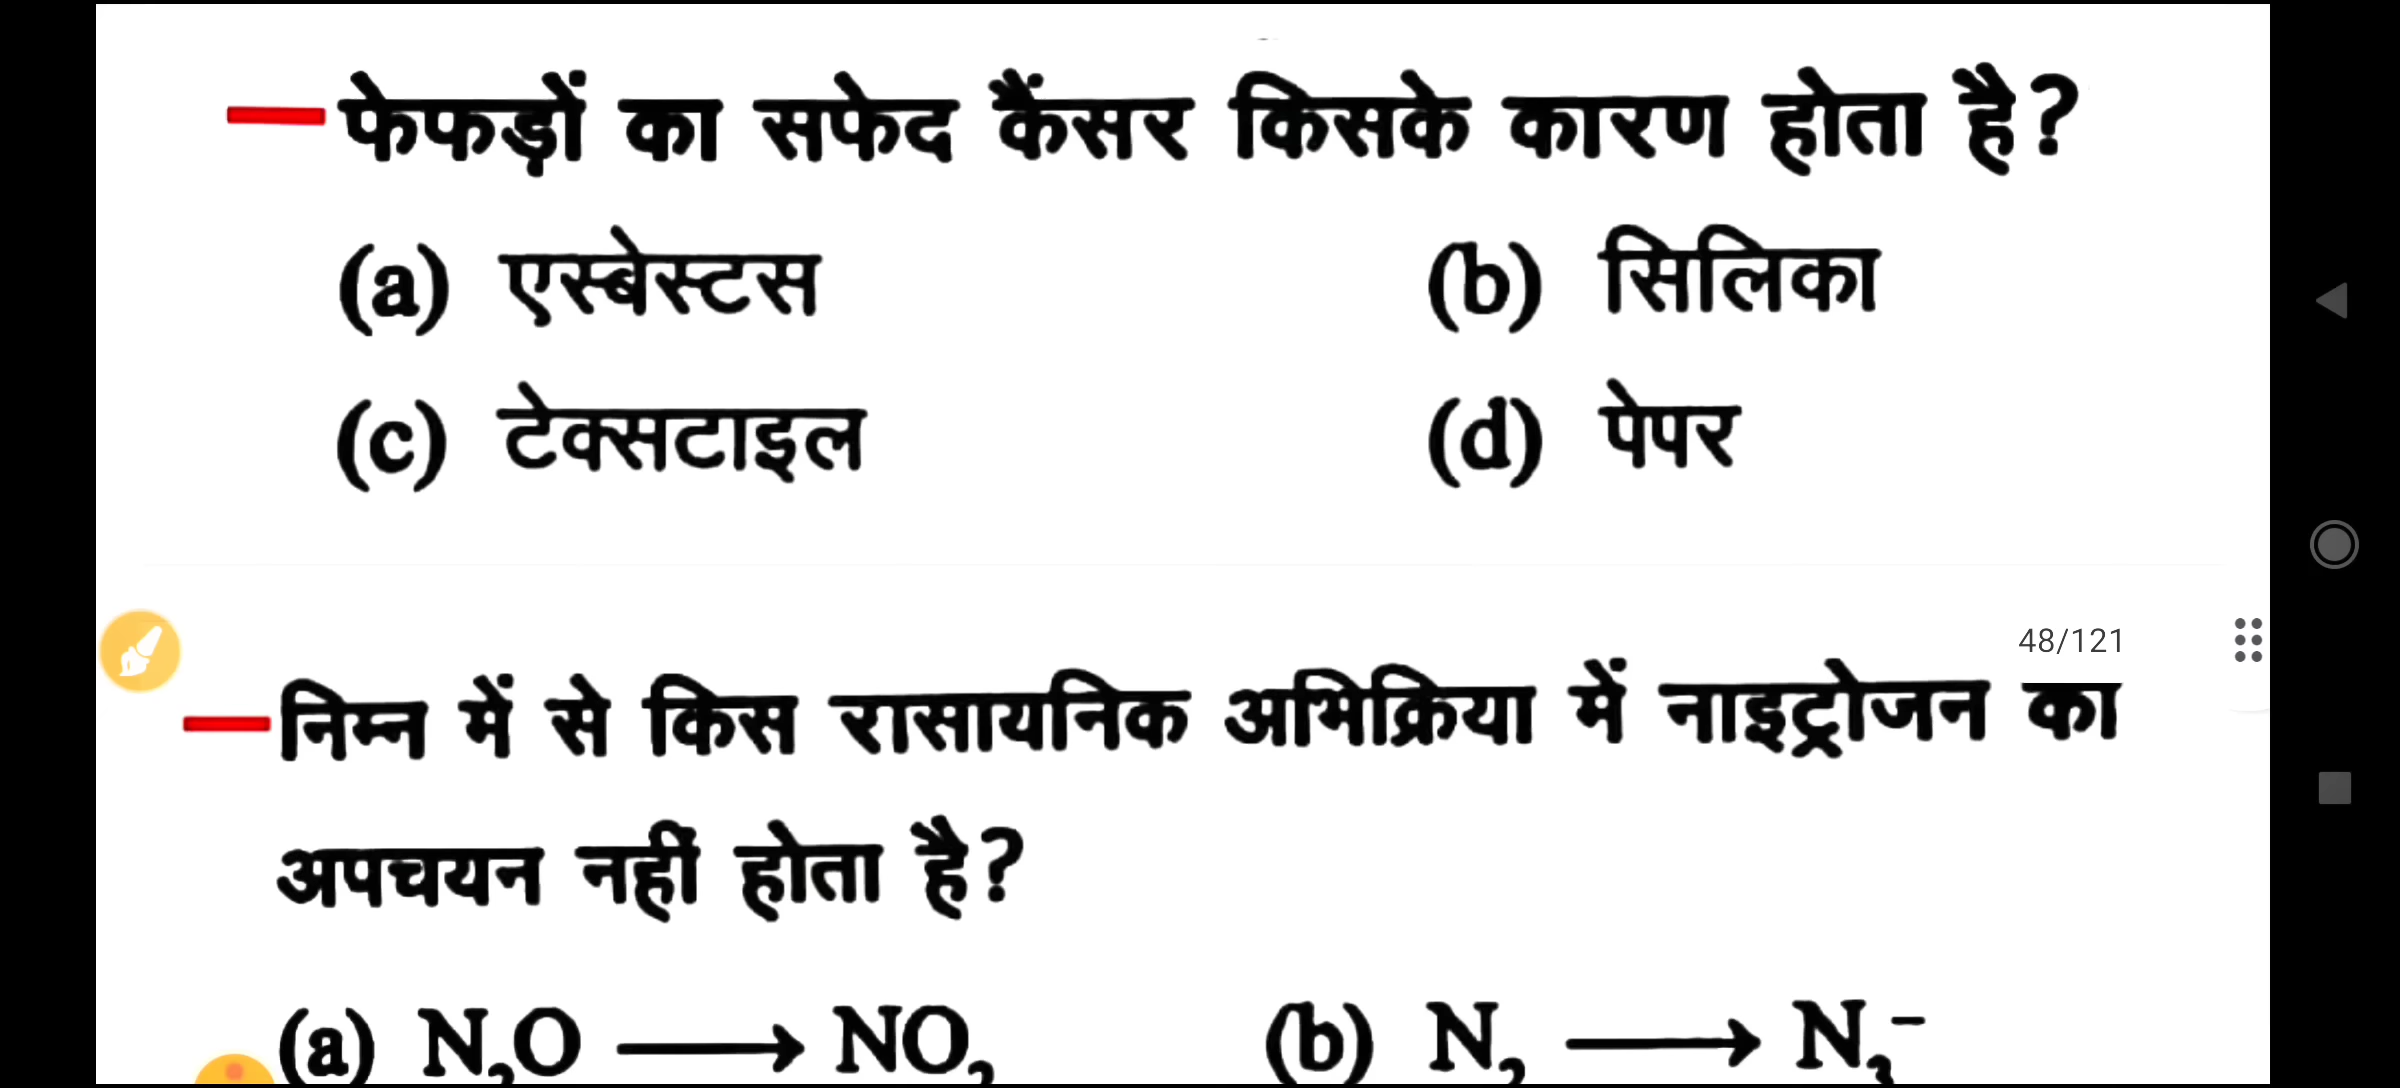 फेफड़ों का सफेद कैंसर किसके कारण होता है?
(a) एस्बेस्टस (b) सिलिका
(c) टेक्सटाइल (d) पेपर
48/121
निम्न में से किस रासायनिक अभिक्रिया में नाइट्रोजन का
अपचयन नहीं होता है?
(a) N₂O ⟶ NO₂ (b) N₂ ⟶ N₃⁻